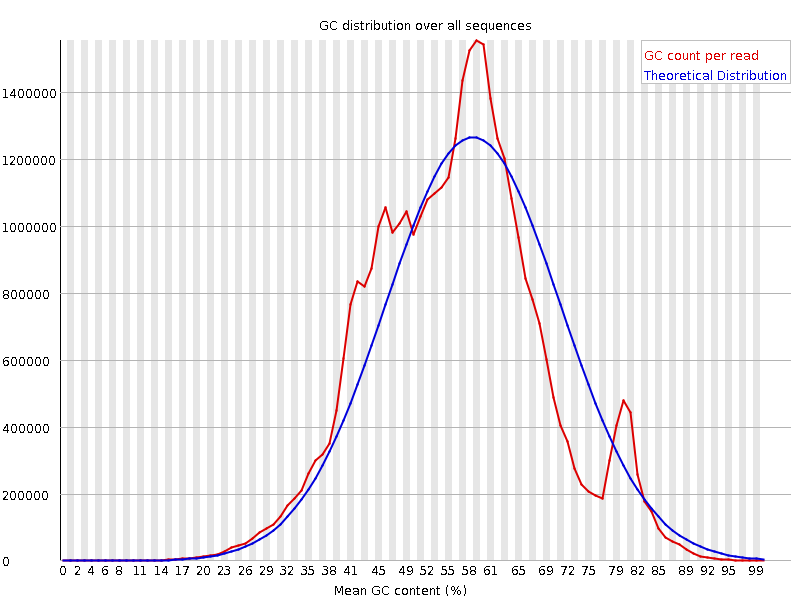 GC distribution over all sequences
GC count per read
Theoretical Distribution
1400000
1200000
1000000
800000
600000
400000
200000
0
0 2 4 6 8 11 14 17 20 23 26 29 32 35 38 41 45 49 52 55 58 61 65 69 72 75 79 82 85 89 92 95 99
Mean GC content (%)